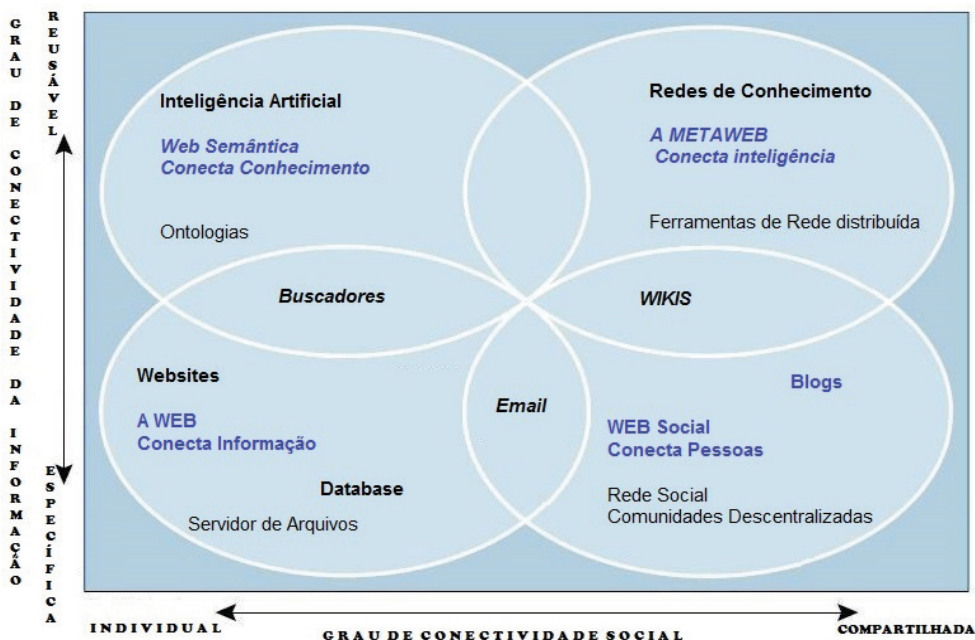 GRAU DE CONECTIVIDADE DA INFORMAÇÃO
REUSÁVEL
ESPECÍFICA
Inteligência Artificial
Web Semântica
Conecta Conhecimento
Ontologias
Redes de Conhecimento
A METAWEB
Conecta inteligência
Ferramentas de Rede distribuída
Buscadores
WIKIS
Websites
A WEB
Conecta Informação
Database
Servidor de Arquivos
Email
Blogs
WEB Social
Conecta Pessoas
Rede Social
Comunidades Descentralizadas
INDIVIDUAL
GRAU DE CONECTIVIDADE SOCIAL
COMPARTILHADA